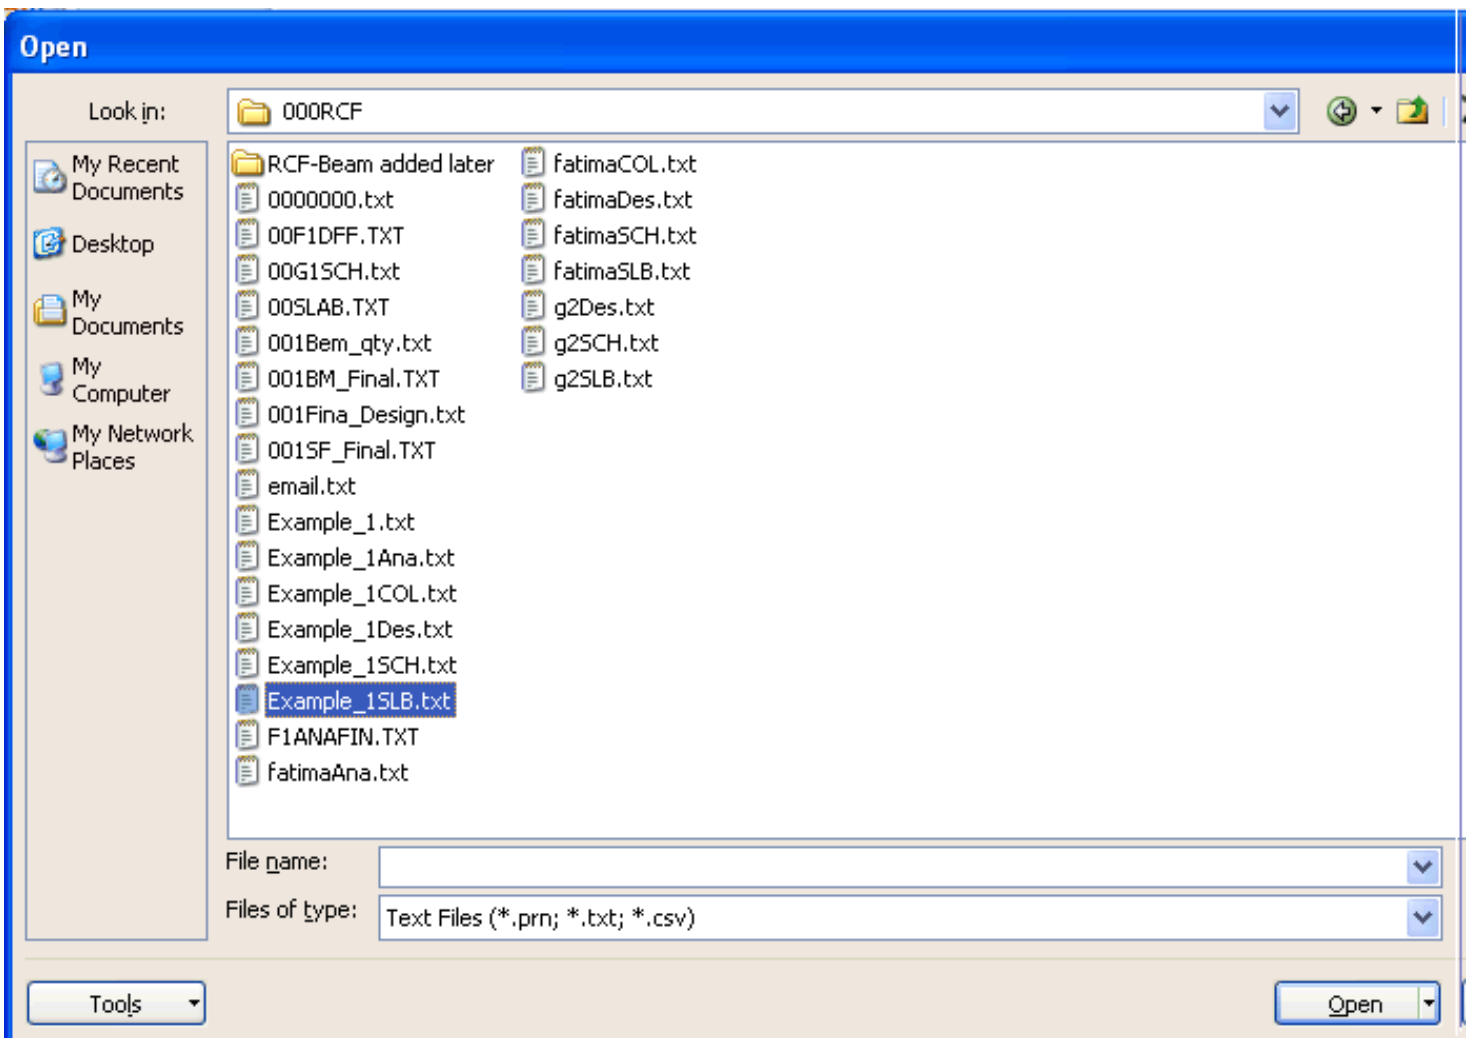 Open
Look in:
000RCF
My Recent
Documents
Desktop
My
Documents
My
Computer
My Network
Places
RCF-Beam added later
0000000.txt
00F1DFF.TXT
00G1SCH.txt
00SLAB.TXT
001Bem_qty.txt
001BM_Final.TXT
001Fina_Design.txt
001SF_Final.TXT
email.txt
Example_1.txt
Example_1Ana.txt
Example_1COL.txt
Example_1Des.txt
Example_1SCH.txt
Example_1SLB.txt
F1ANAFIN.TXT
fatimaAna.txt
fatimaCOL.txt
fatimaDes.txt
fatimaSCH.txt
fatimaSLB.txt
g2Des.txt
g2SCH.txt
g2SLB.txt
File name:
Files of type:
Text Files (*.prn; *.txt; *.csv)
Tools
Open